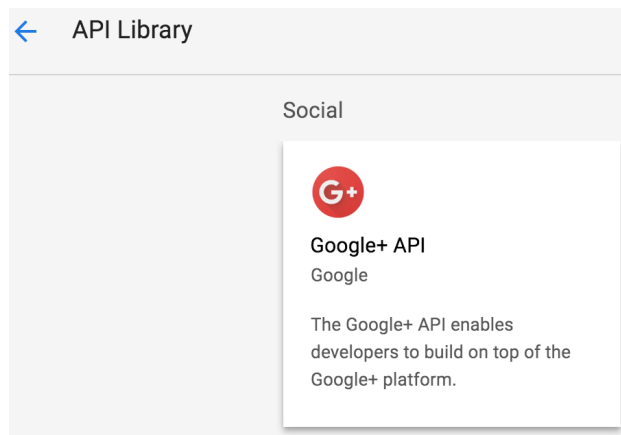 API Library
Social
G+
Google+ API
Google
The Google+ API enables
developers to build on top of the
Google+ platform.